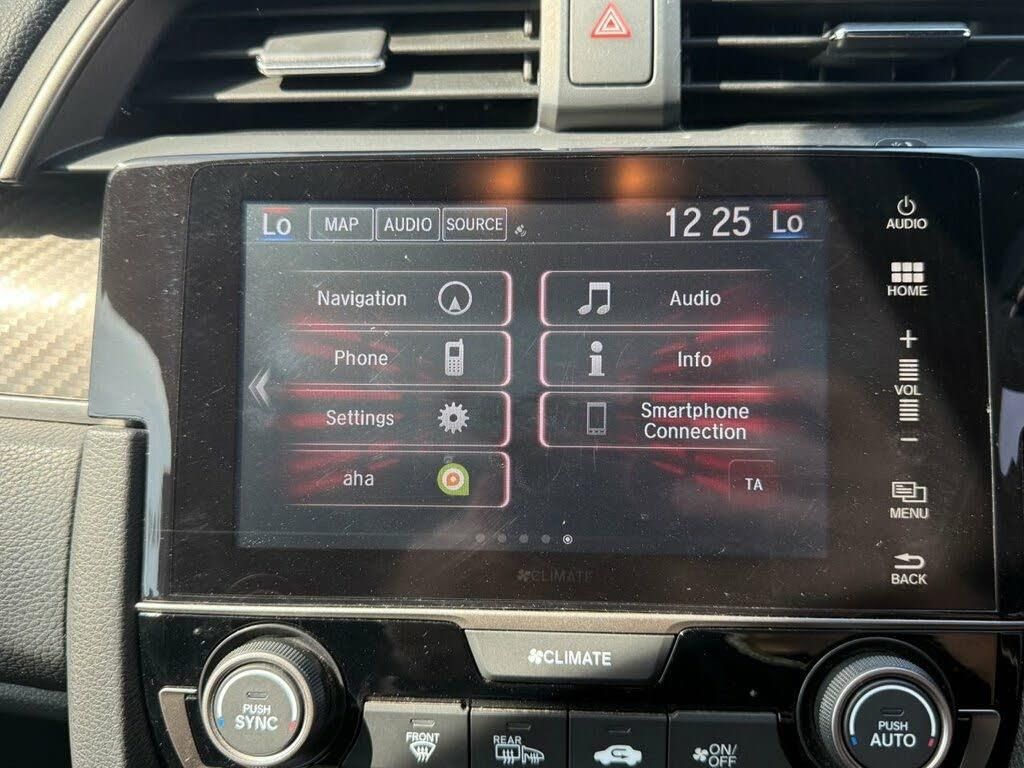 Lo MAP AUDIO SOURCE 12 25 Lo
AUDIO
Navigation Audio
HOME
Phone Info
VOL
Settings Smartphone
Connection
aha TA
MENU
BACK
CLIMATE
CLIMATE
PUSH
SYNC
PUSH
AUTO
FRONT
REAR
ON/
OFF